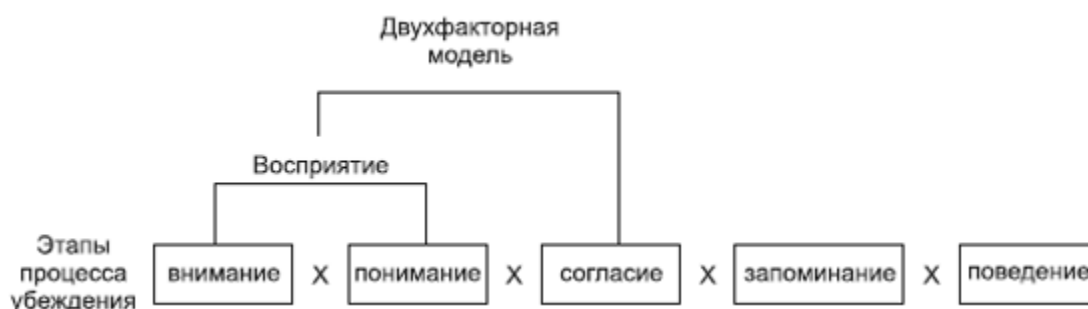 Двухфакторная
модель
Восприятие
Этапы
процесса
убеждения
внимание X понимание X согласие X запоминание X поведение